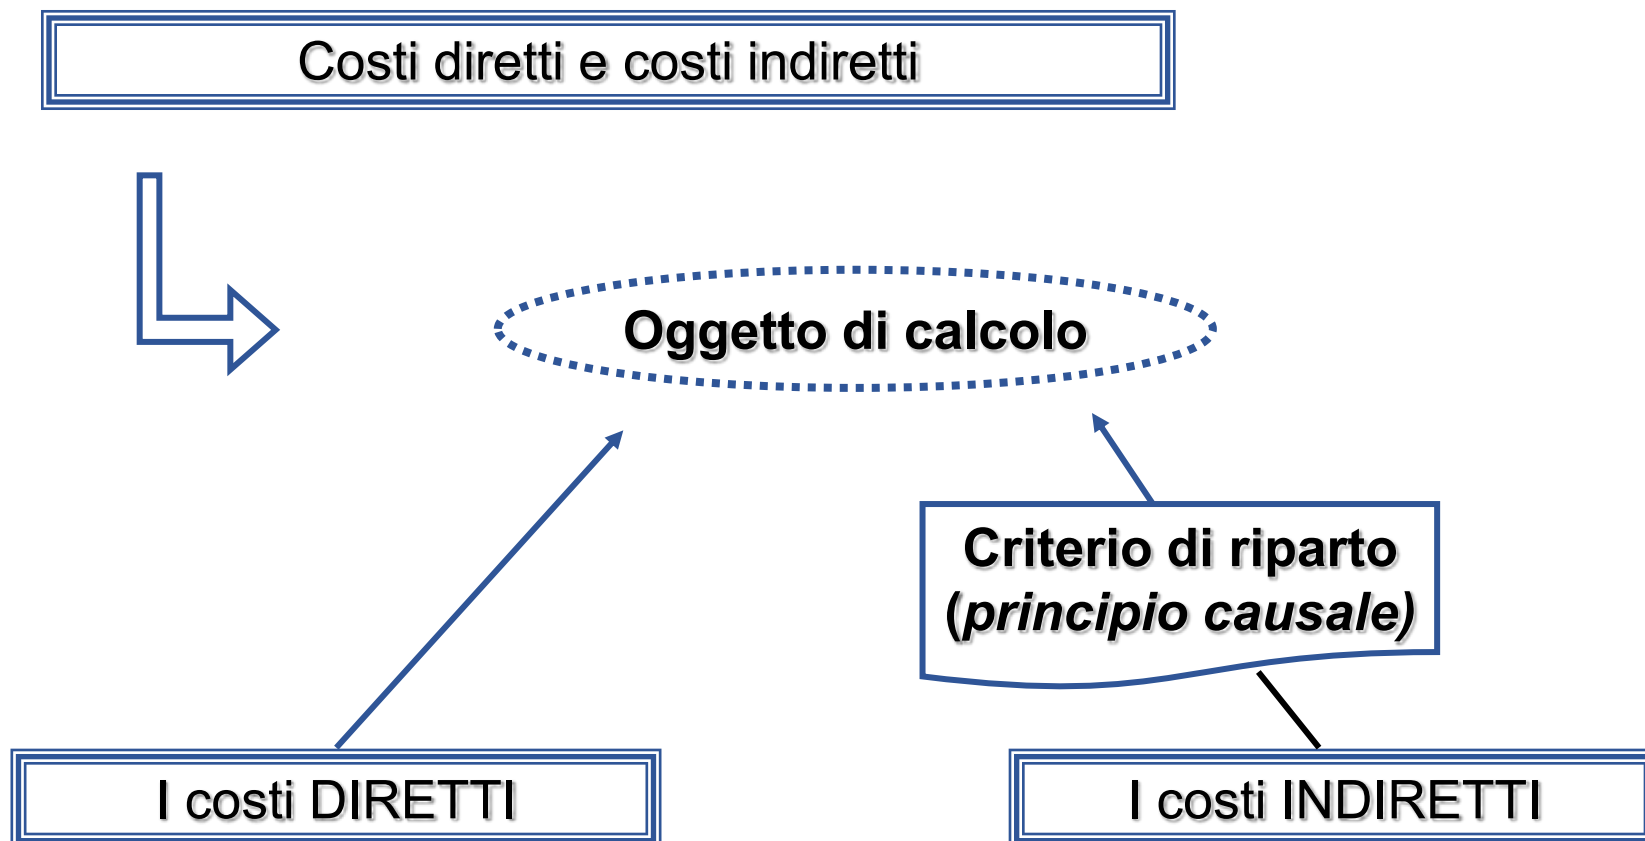 Costi diretti e costi indiretti
Oggetto di calcolo
Criterio di riparto
(principio causale)
I costi DIRETTI
I costi INDIRETTI